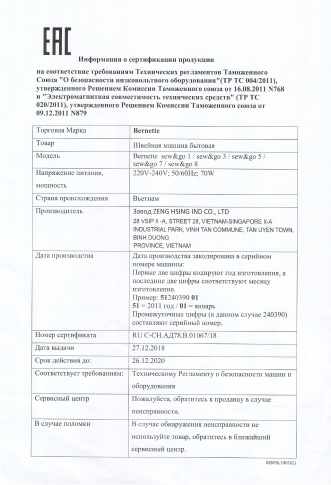 EAC
Информация о сертификации продукции
на соответствие требованиям Технических регламентов Таможенного
Союза "О безопасности низковольтного оборудования"(ТР ТС 004/2011),
утвержденного Решением Комиссии Таможенного союза от 16.08.2011 N768
и "Электромагнитная совместимость технических средств" (ТР ТС
020/2011), утвержденного Решением Комиссии Таможенного союза от
09.12.2011 N879
Торговая Марка Bernette
Товар Швейная машина бытовая
Модель Bernette sew&go 1 / sew&go 3 / sew&go 5 /
sew&go 7 / sew&go 8
Напряжение питания, 220V-240V; 50/60Hz; 70W
мощность
Страна происхождения Вьетнам
Производитель Завод ZENG HSING IND CO., LTD
28 VSIP II -A, STREET 28, VIETNAM-SINGAPORE II-A
INDUSTRIAL PARK, VINH TAN COMMUNE, TAN UYEN TOWN,
BINH DUONG
PROVINCE, VIETNAM
Дата производства Дата производства закодирована в серийном
номере машины:
Первые две цифры кодируют год изготовления, а
последние две цифры соответствуют месяцу
изготовления.
Пример: 51240390 01
51 = 2011 год / 01 = январь
Промежуточные цифры (в данном случае 240390)
составляют серийный номер.
Номер сертификата RU C-CH.АД78.В.01067/18
Дата выдачи 27.12.2018
Срок действия до: 26.12.2020
Соответствует требованиям: Техническому Регламенту о безопасности машин и
оборудования
Сервисный центр Пожалуйста, обратитесь к продавцу в случае
неисправности.
В случае поломки В случае обнаружения неисправности не
используйте товар, обратитесь в ближайший
сервисный центр.